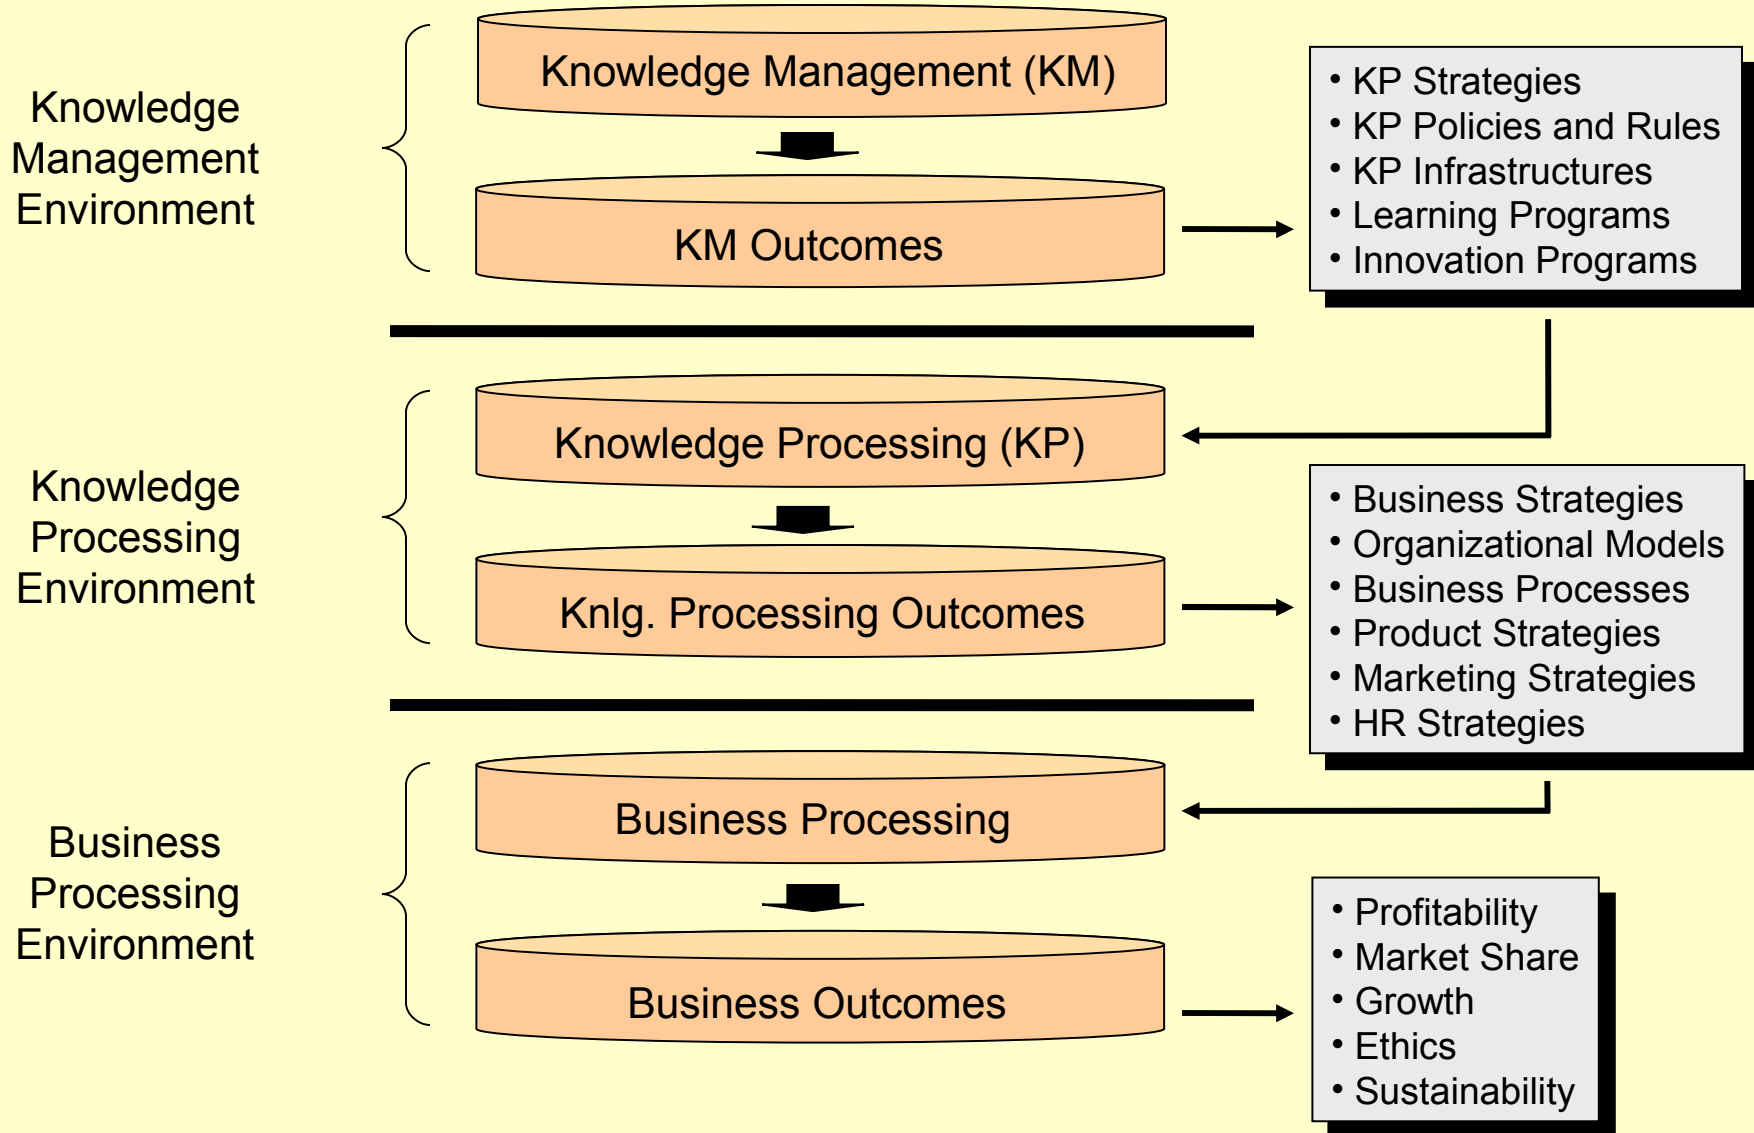 Knowledge
Management
Environment
Knowledge Management (KM)
KM Outcomes
• KP Strategies
• KP Policies and Rules
• KP Infrastructures
• Learning Programs
• Innovation Programs
Knowledge
Processing
Environment
Knowledge Processing (KP)
Knlg. Processing Outcomes
• Business Strategies
• Organizational Models
• Business Processes
• Product Strategies
• Marketing Strategies
• HR Strategies
Business
Processing
Environment
Business Processing
Business Outcomes
• Profitability
• Market Share
• Growth
• Ethics
• Sustainability